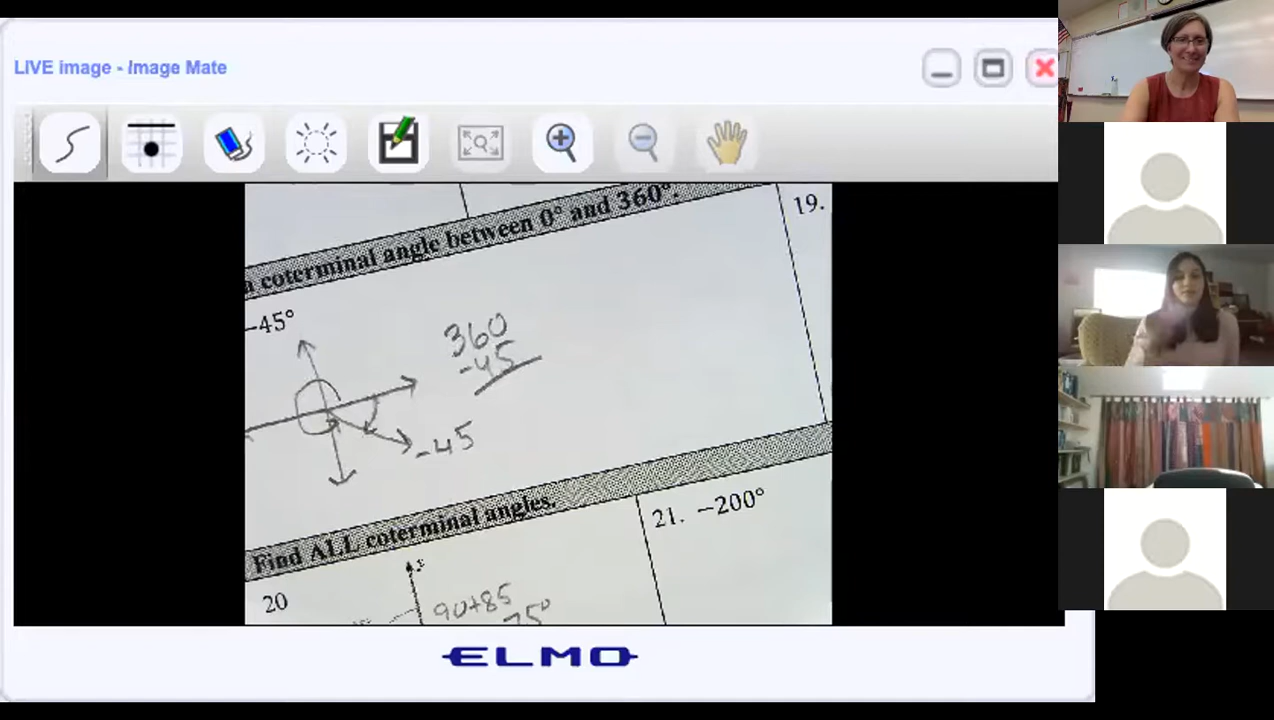 LIVE image - Image Mate
a coterminal angle between 0° and 360°.
19.
-45°
360
-45
-45
Find ALL coterminal angles.
20
21. -200°
90+85
75°
ELMO